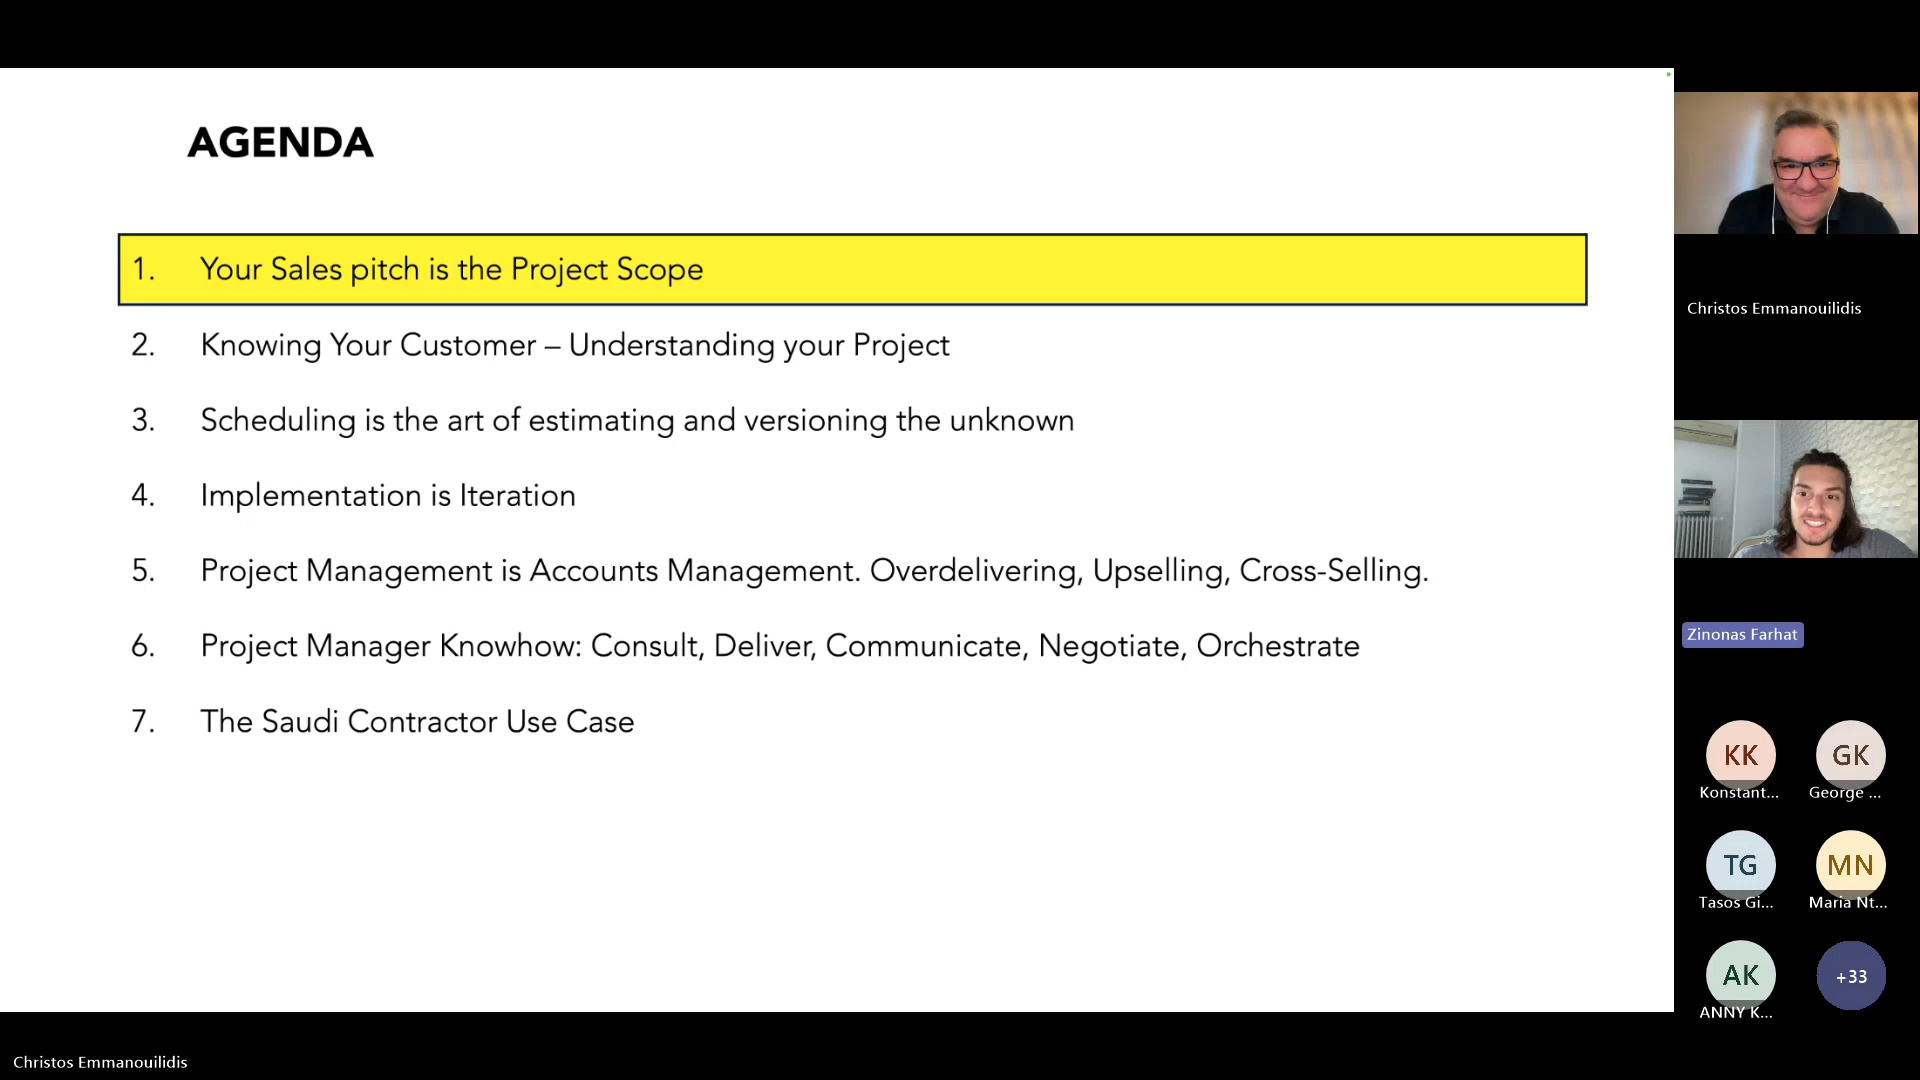 AGENDA
1. Your Sales pitch is the Project Scope
2. Knowing Your Customer – Understanding your Project
3. Scheduling is the art of estimating and versioning the unknown
4. Implementation is Iteration
5. Project Management is Accounts Management. Overdelivering, Upselling, Cross-Selling.
6. Project Manager Knowhow: Consult, Deliver, Communicate, Negotiate, Orchestrate
7. The Saudi Contractor Use Case
Christos Emmanouilidis
Zinonas Farhat
KK GK
Konstant... George ...
TG MN
Tasos Gi... Maria Nt...
AK +33
ANNY K...
Christos Emmanouilidis